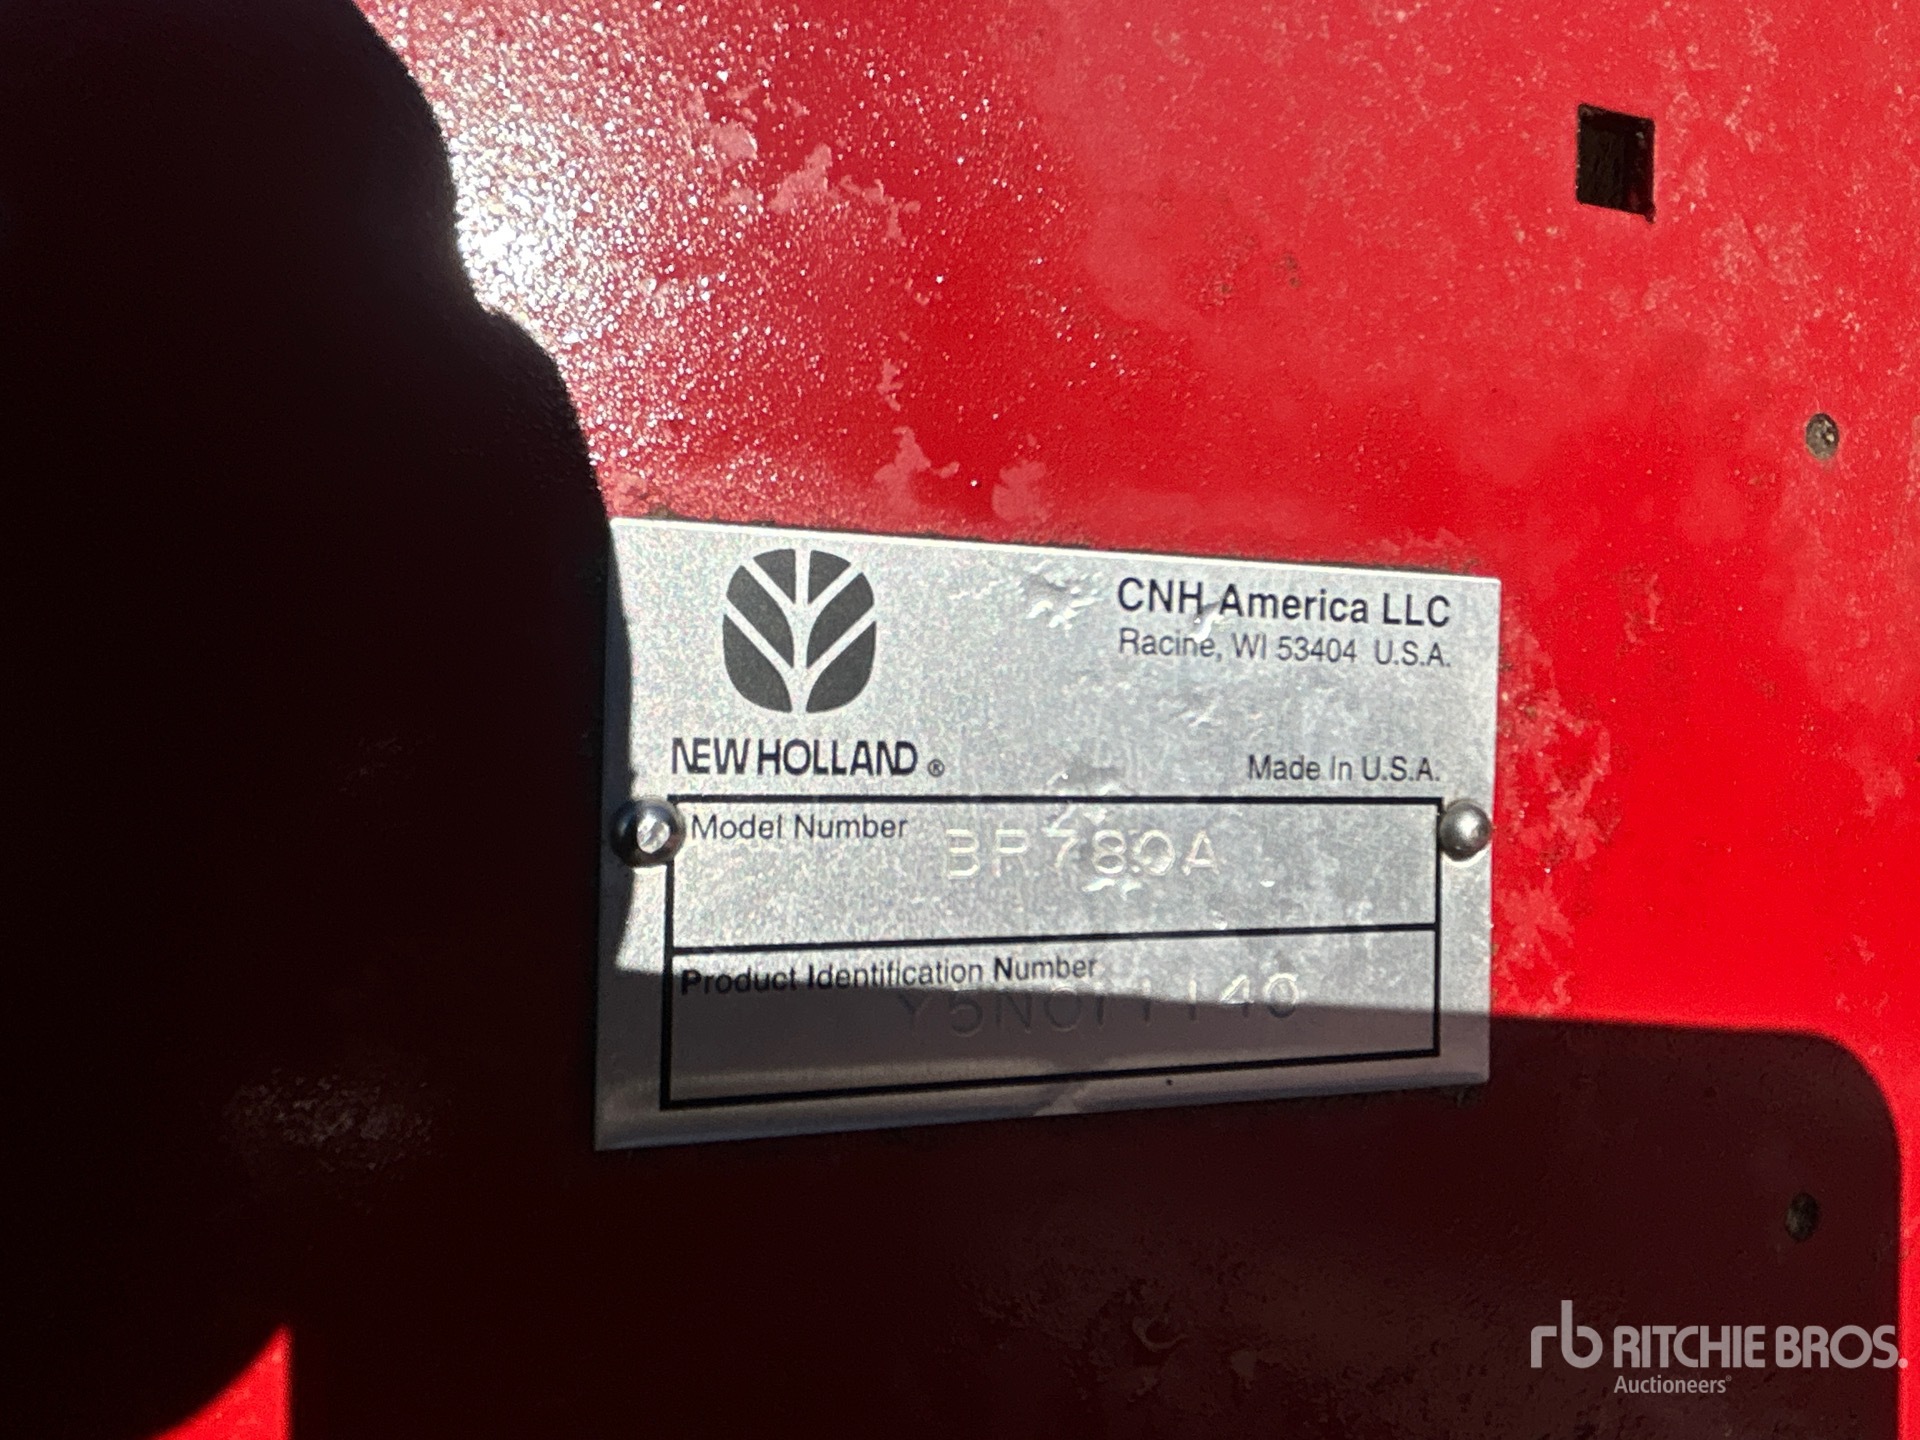 CNH America LLC
Racine, WI 53404 U.S.A.
NEW HOLLAND ®
Made In U.S.A.
Model Number BR780A
Product Identification Number
rb RITCHIE BROS.
Auctioneers